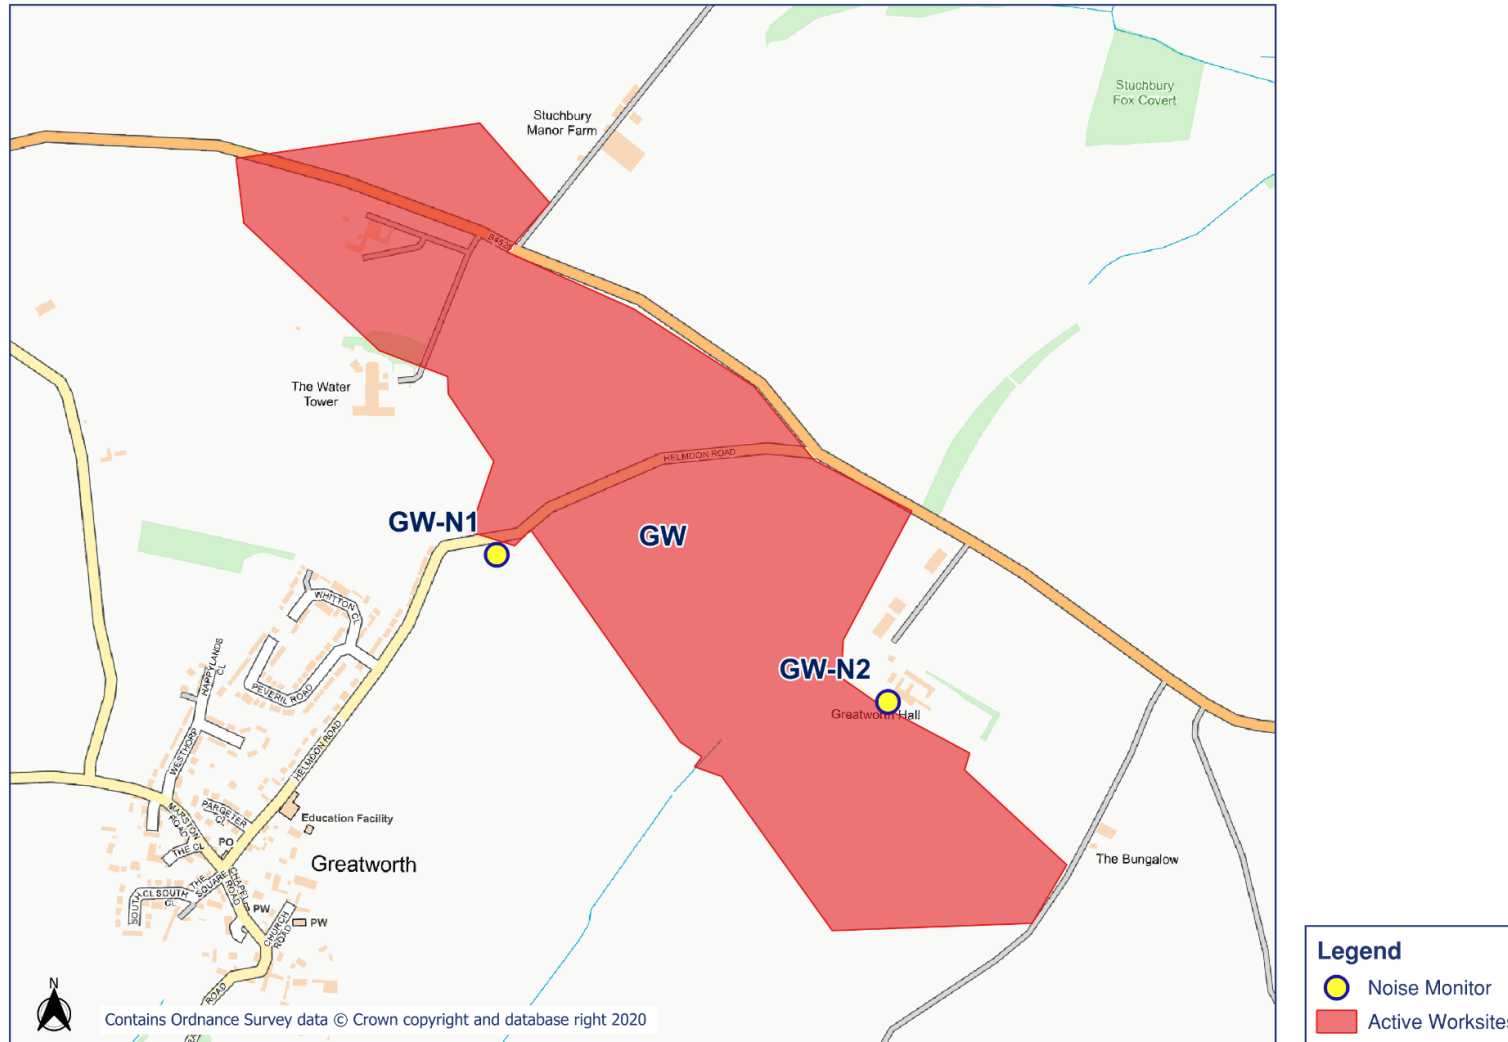 Stuchbury
Fox Covert
Stuchbury
Manor Farm
B4525
The Water
Tower
HELMDON ROAD
GW-N1
GW
WHITTON CL
HAPPYLANDS
CL
PEVERIL ROAD
GW-N2
Greatworth Hall
WESTHORP
HELMDON ROAD
MARSTON
ROAD
PARGETER
CL
Education Facility
PO
THE CL
Greatworth
The Bungalow
THE
SQUARE
CHAPEL
ROAD
SOUTH CL
SOUTH
CL
PW
PW
CHURCH
ROAD
ROAD
N
Contains Ordnance Survey data © Crown copyright and database right 2020
Legend
Noise Monitor
Active Worksites